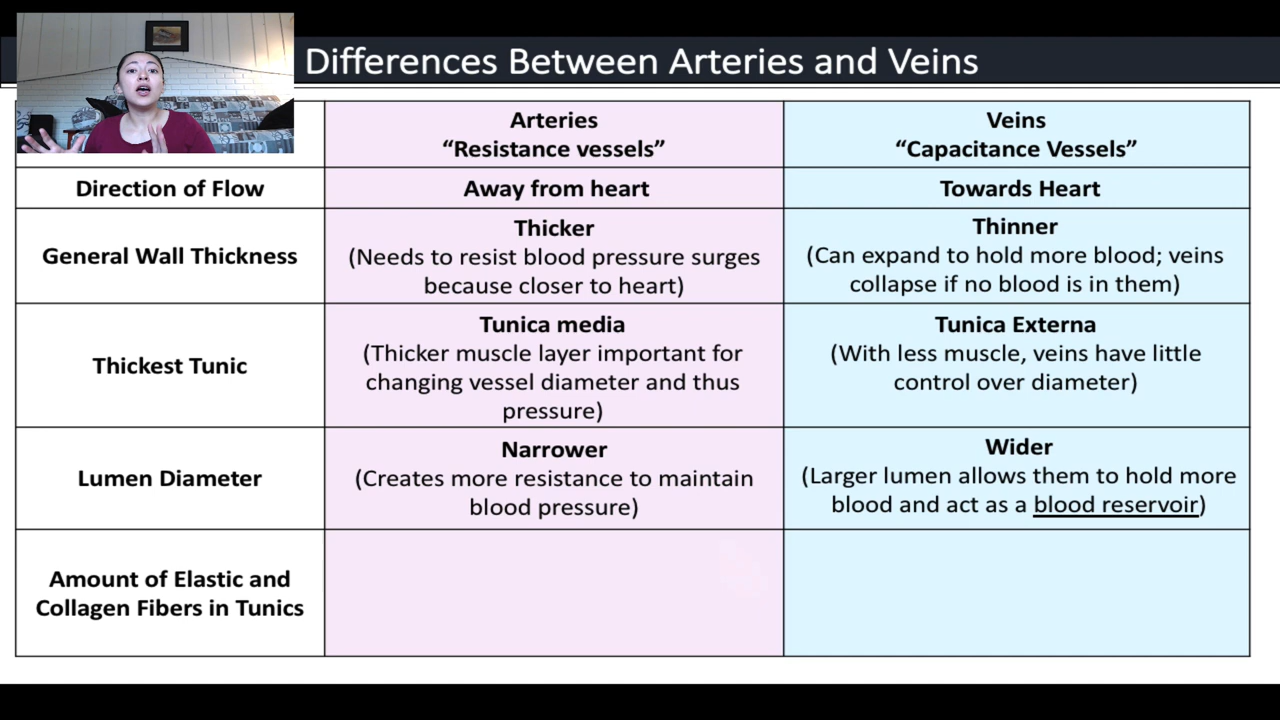 Differences Between Arteries and Veins
Arteries
“Resistance vessels”
Veins
“Capacitance Vessels”
Direction of Flow
Away from heart
Towards Heart
General Wall Thickness
Thicker
(Needs to resist blood pressure surges
because closer to heart)
Thinner
(Can expand to hold more blood; veins
collapse if no blood is in them)
Thickest Tunic
Tunica media
(Thicker muscle layer important for
changing vessel diameter and thus
pressure)
Tunica Externa
(With less muscle, veins have little
control over diameter)
Lumen Diameter
Narrower
(Creates more resistance to maintain
blood pressure)
Wider
(Larger lumen allows them to hold more
blood and act as a blood reservoir)
Amount of Elastic and
Collagen Fibers in Tunics